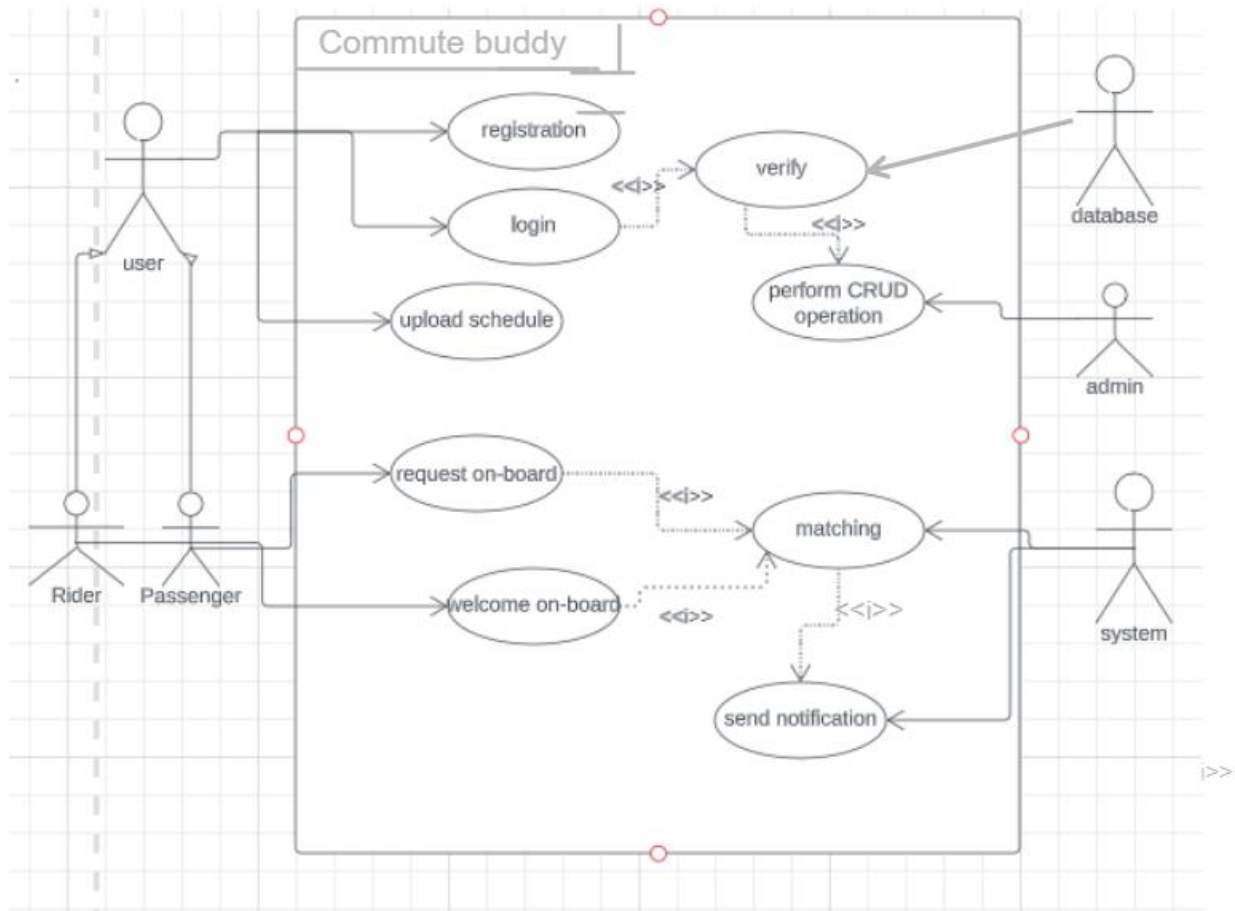 Commute buddy
registration
verify
<<i>>
login
<<i>>
database
user
perform CRUD
operation
upload schedule
admin
request on-board
<<i>>
matching
Rider
Passenger
welcome on-board
<<i>>
<<i>>
system
send notification
i>>